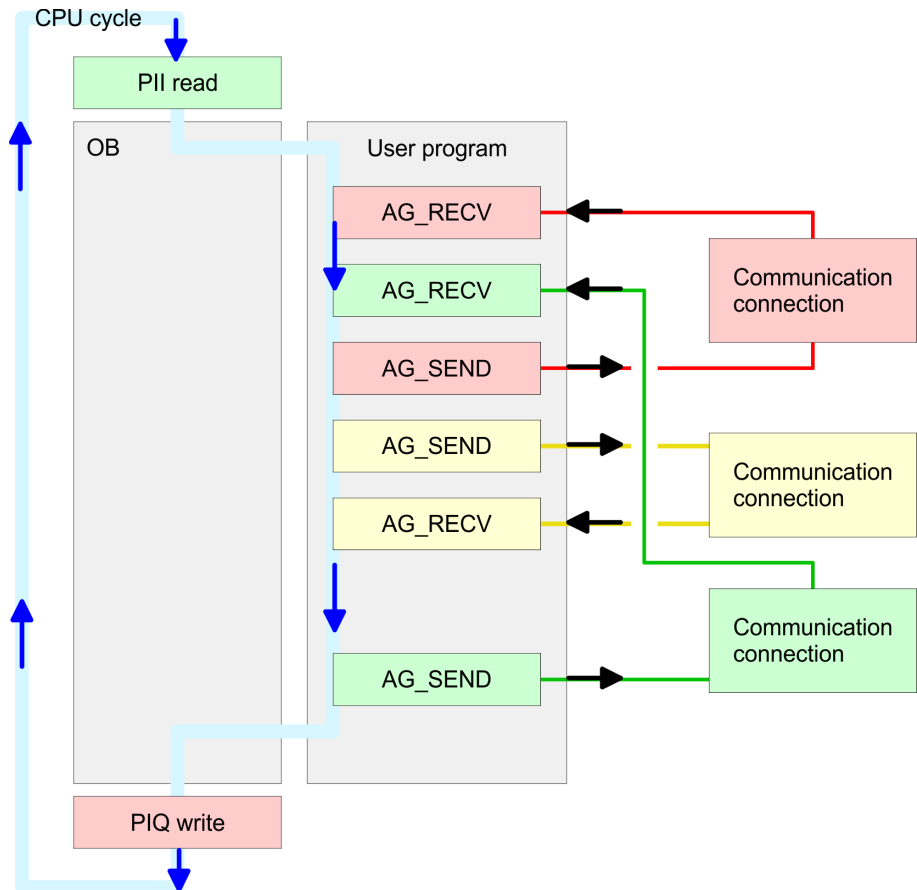 CPU cycle
PII read
OB
User program
AG_RECV
AG_RECV
AG_SEND
AG_SEND
AG_RECV
AG_SEND
Communication
connection
Communication
connection
Communication
connection
PIQ write